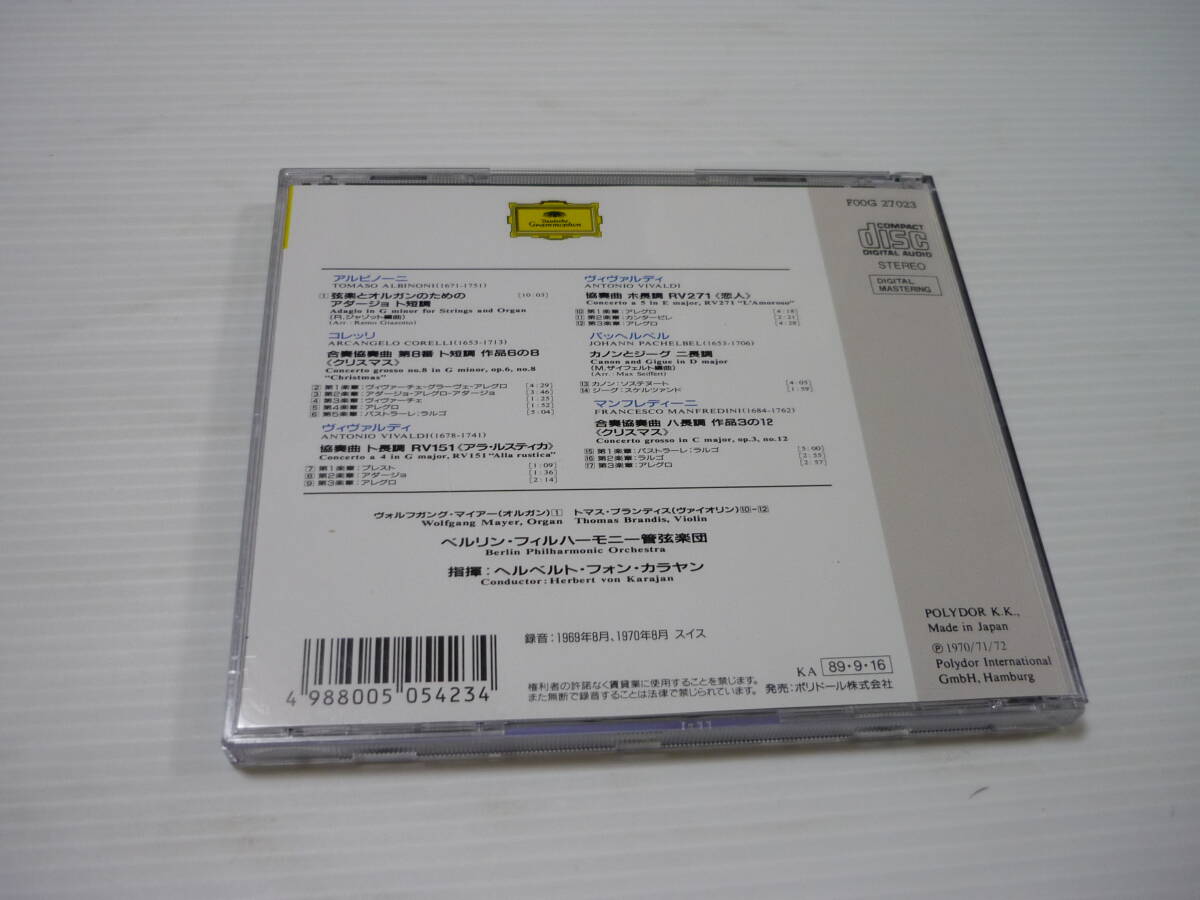 Deutsche
Grammophon
F00G 27023
COMPACT
disc
DIGITAL AUDIO
STEREO
DIGITAL
MASTERING
アルビノーニ
TOMASO ALBINONI(1671-1751)
① 弦楽とオルガンのための [10:03]
アダージョ ト短調
Adagio in G minor for Strings and Organ
(R.ジャゾット編曲)
(Arr.: Remo Giazotto)
コレッリ
ARCANGELO CORELLI(1653-1713)
合奏協奏曲 第8番 ト短調 作品6の8
《クリスマス》
Concerto grosso no.8 in G minor, op.6, no.8
"Christmas"
② 第1楽章:ヴィヴァーチェ-グラーヴェ-アレグロ [4:29]
③ 第2楽章:アダージョ-アレグロ-アダージョ [3:46]
④ 第3楽章:ヴィヴァーチェ [1:25]
⑤ 第4楽章:アレグロ [1:52]
⑥ 第5楽章:パストラーレ:ラルゴ [5:04]
ヴィヴァルディ
ANTONIO VIVALDI(1678-1741)
協奏曲 ト長調 RV151《アラ・ルスティカ》
Concerto a 4 in G major, RV151 "Alla rustica"
⑦ 第1楽章:プレスト [1:09]
⑧ 第2楽章:アダージョ [1:36]
⑨ 第3楽章:アレグロ [2:14]
ヴィヴァルディ
ANTONIO VIVALDI
協奏曲 ホ長調 RV271《恋人》
Concerto a 5 in E major, RV271 "L'Amoroso"
⑩ 第1楽章:アレグロ [4:18]
⑪ 第2楽章:カンタービレ [2:21]
⑫ 第3楽章:アレグロ [4:28]
パッヘルベル
JOHANN PACHELBEL(1653-1706)
カノンとジーグ ニ長調
Canon and Gigue in D major
(M.ザイフェルト編曲)
(Arr.: Max Seiffert)
⑬ カノン:ソステヌート [4:05]
⑭ ジーグ:スケルツァンド [1:59]
マンフレディーニ
FRANCESCO MANFREDINI(1684-1762)
合奏協奏曲 ハ長調 作品3の12
《クリスマス》
Concerto grosso in C major, op.3, no.12
⑮ 第1楽章:パストラーレ:ラルゴ [5:00]
⑯ 第2楽章:ラルゴ [2:55]
⑰ 第3楽章:アレグロ [2:57]
ヴォルフガング・マイアー(オルガン)① トマス・ブランディス(ヴァイオリン)⑩-⑫
Wolfgang Mayer, Organ Thomas Brandis, Violin
ベルリン・フィルハーモニー管弦楽団
Berlin Philharmonic Orchestra
指揮:ヘルベルト・フォン・カラヤン
Conductor: Herbert von Karajan
録音:1969年8月、1970年8月 スイス
KA 89・9・16
権利者の許諾なく賃貸業に使用することを禁じます。
また無断で録音することは法律で禁じられています。 発売:ポリドール株式会社
4 988005 054234
POLYDOR K.K.,
Made in Japan
Ⓟ 1970/71/72
Polydor International
GmbH, Hamburg